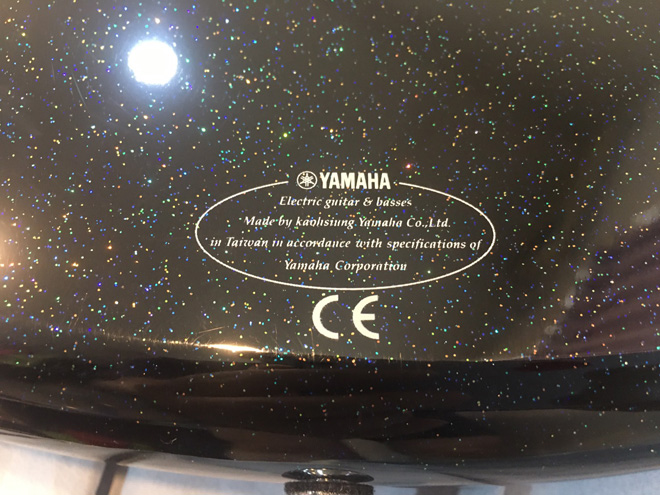 YAMAHA
Electric guitar & basses
Made by kaohsiung Yamaha Co.,Ltd.
in Taiwan in accordance with specifications of
Yamaha Corporation
CE